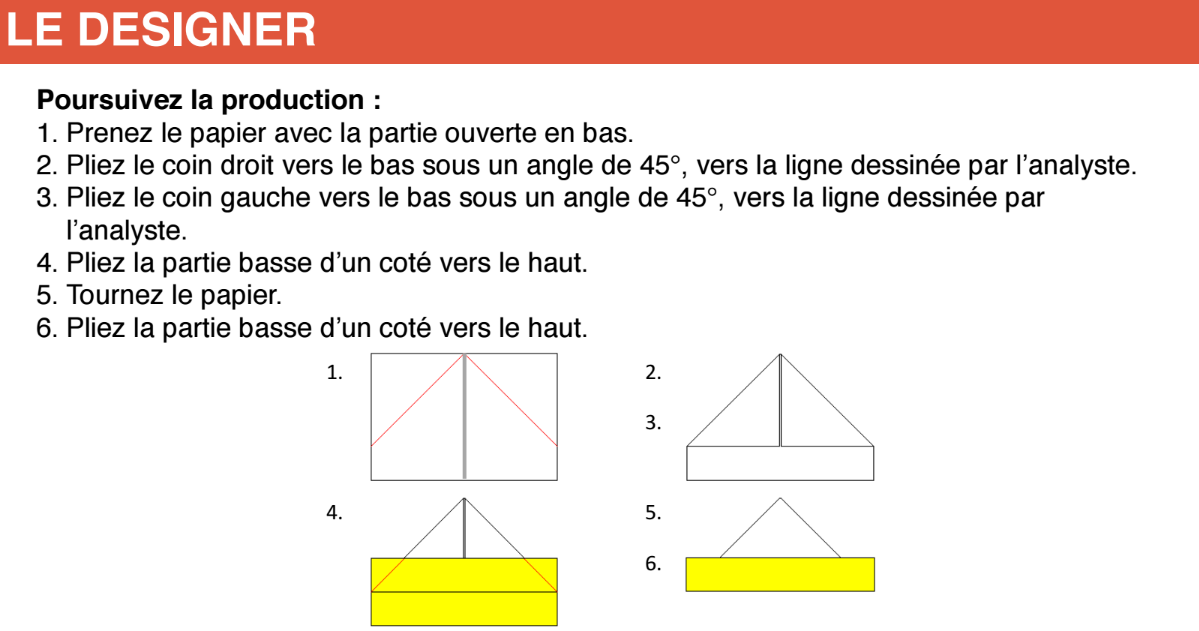 LE DESIGNER
Poursuivez la production :
1. Prenez le papier avec la partie ouverte en bas.
2. Pliez le coin droit vers le bas sous un angle de 45°, vers la ligne dessinée par l’analyste.
3. Pliez le coin gauche vers le bas sous un angle de 45°, vers la ligne dessinée par
l’analyste.
4. Pliez la partie basse d’un coté vers le haut.
5. Tournez le papier.
6. Pliez la partie basse d’un coté vers le haut.
1.
2.
3.
4.
5.
6.